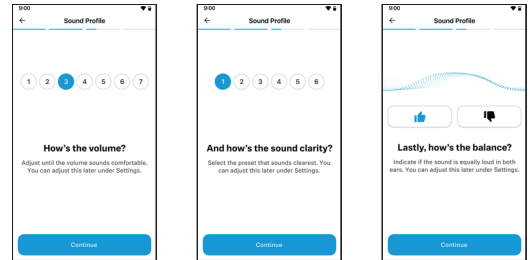 9:00
Sound Profile
1 2 3 4 5 6 7
How's the volume?
Adjust until the volume sounds comfortable.
You can adjust this later under Settings.
Continue
9:00
Sound Profile
1 2 3 4 5 6
And how's the sound clarity?
Select the preset that sounds clearest. You
can adjust this later under Settings.
Continue
9:00
Sound Profile
Lastly, how's the balance?
Indicate if the sound is equally loud in both
ears. You can adjust this later under Settings.
Continue